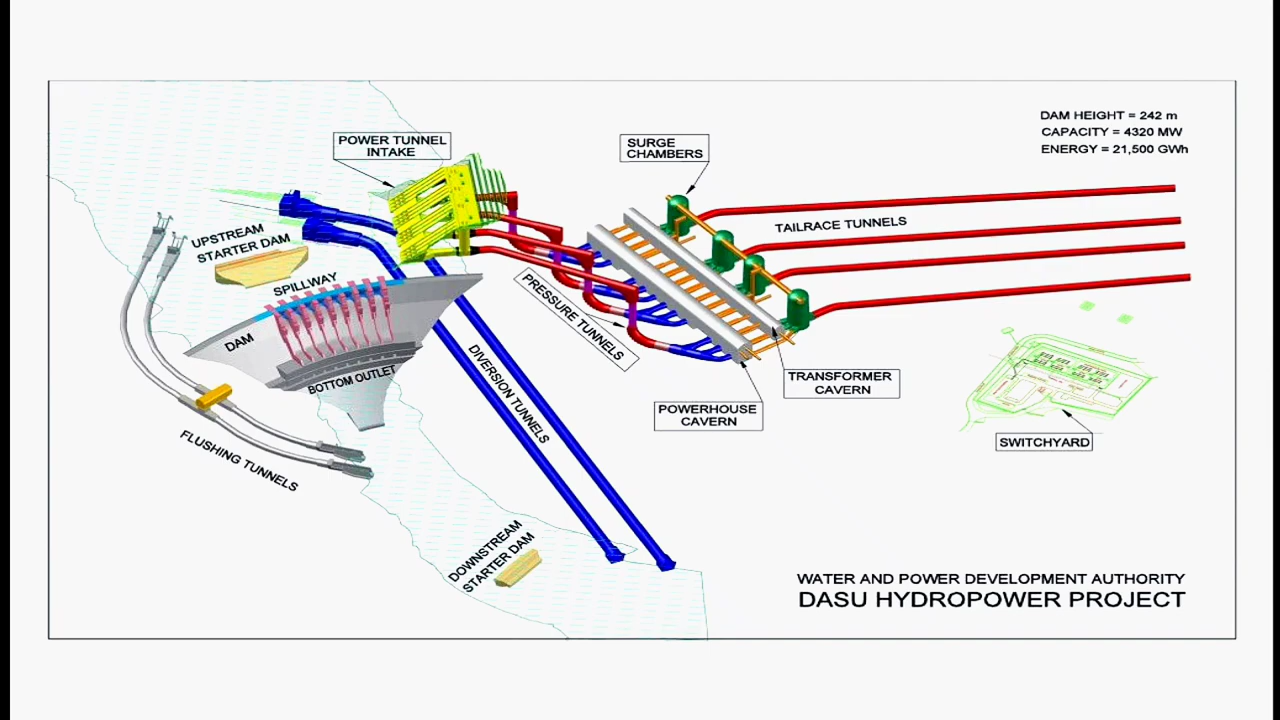 DAM HEIGHT = 242 m
CAPACITY = 4320 MW
ENERGY = 21,500 GWh
POWER TUNNEL
INTAKE
SURGE
CHAMBERS
TAILRACE TUNNELS
UPSTREAM
STARTER DAM
SPILLWAY
DAM
BOTTOM OUTLET
PRESSURE TUNNELS
DIVERSION TUNNELS
TRANSFORMER
CAVERN
POWERHOUSE
CAVERN
FLUSHING TUNNELS
SWITCHYARD
DOWNSTREAM
STARTER DAM
WATER AND POWER DEVELOPMENT AUTHORITY
DASU HYDROPOWER PROJECT